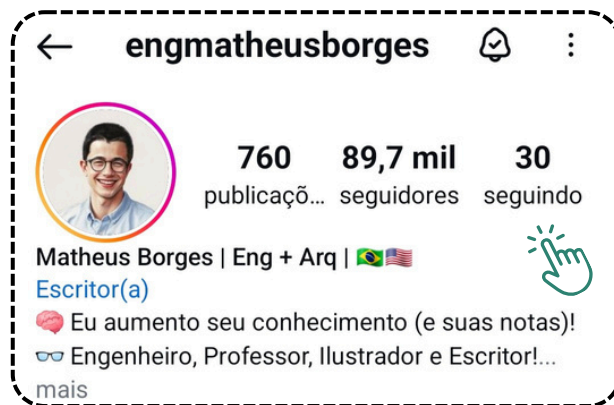 engmatheusborges
760 89,7 mil 30
publicaçõ... seguidores seguindo
Matheus Borges | Eng + Arq | 🇧🇷🇺🇸
Escritor(a)
🧠 Eu aumento seu conhecimento (e suas notas)!
👓 Engenheiro, Professor, Ilustrador e Escritor!...
mais